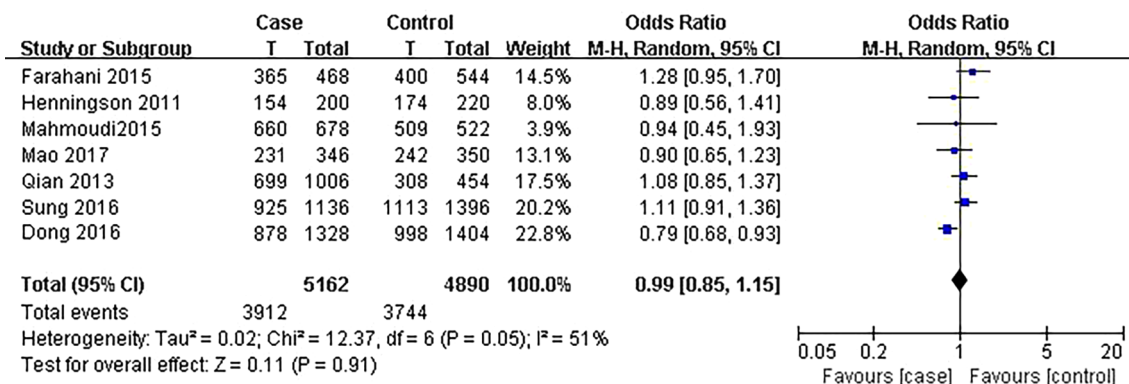 Case Control Odds Ratio Odds Ratio
Study or Subgroup T Total T Total Weight M-H, Random, 95% CI M-H, Random, 95% CI
Farahani 2015 365 468 400 544 14.5% 1.28 [0.95, 1.70]
Henningson 2011 154 200 174 220 8.0% 0.89 [0.56, 1.41]
Mahmoudi2015 660 678 509 522 3.9% 0.94 [0.45, 1.93]
Mao 2017 231 346 242 350 13.1% 0.90 [0.65, 1.23]
Qian 2013 699 1006 308 454 17.5% 1.08 [0.85, 1.37]
Sung 2016 925 1136 1113 1396 20.2% 1.11 [0.91, 1.36]
Dong 2016 878 1328 998 1404 22.8% 0.79 [0.68, 0.93]
Total (95% CI) 5162 4890 100.0% 0.99 [0.85, 1.15]
Total events 3912 3744
Heterogeneity: Tau² = 0.02; Chi² = 12.37, df = 6 (P = 0.05); I² = 51%
Test for overall effect: Z = 0.11 (P = 0.91)
0.05 0.2 1 5 20
Favours [case] Favours [control]